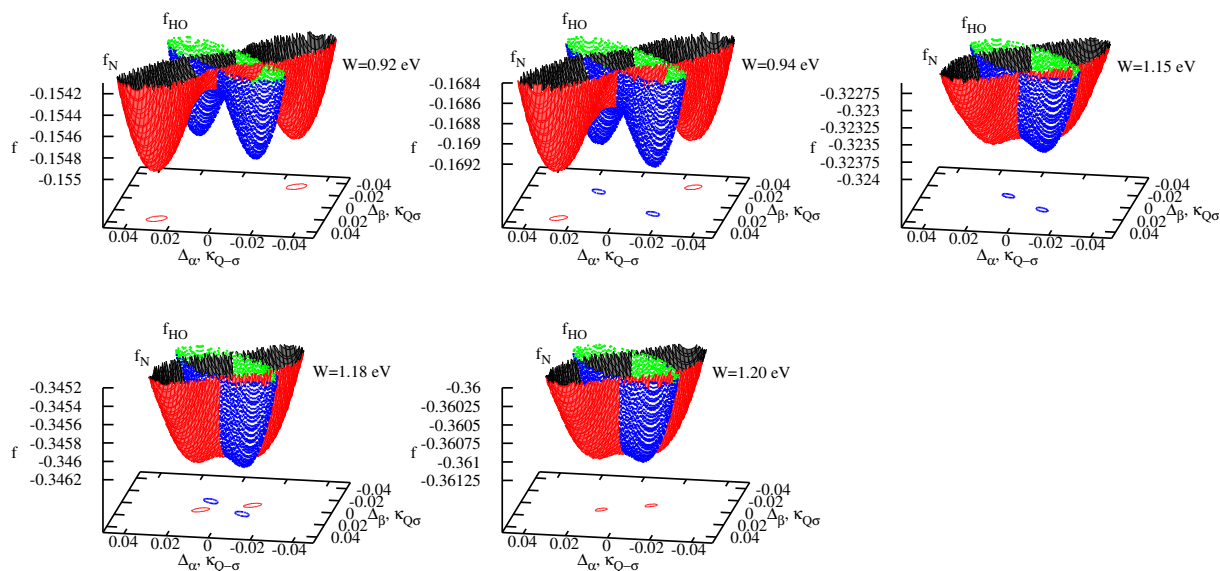 f_HO
f_N
W=0.92 eV
-0.1542
-0.1544
-0.1546
-0.1548
-0.155
f
0.04
0.02
0
-0.02
-0.04
Δ_α, κ_Q−σ
-0.04
-0.02
0
0.02
0.04
Δ_β, κ_Qσ
f_HO
f_N
W=0.94 eV
-0.1684
-0.1686
-0.1688
-0.169
-0.1692
f
0.04
0.02
0
-0.02
-0.04
Δ_α, κ_Q−σ
-0.04
-0.02
0
0.02
0.04
Δ_β, κ_Qσ
f_HO
f_N
W=1.15 eV
-0.32275
-0.323
-0.32325
-0.3235
-0.32375
-0.324
f
0.04
0.02
0
-0.02
-0.04
Δ_α, κ_Q−σ
-0.04
-0.02
0
0.02
0.04
Δ_β, κ_Qσ
f_HO
f_N
W=1.18 eV
-0.3452
-0.3454
-0.3456
-0.3458
-0.346
-0.3462
f
0.04
0.02
0
-0.02
-0.04
Δ_α, κ_Q−σ
-0.04
-0.02
0
0.02
0.04
Δ_β, κ_Qσ
f_HO
f_N
W=1.20 eV
-0.36
-0.36025
-0.3605
-0.36075
-0.361
-0.36125
f
0.04
0.02
0
-0.02
-0.04
Δ_α, κ_Q−σ
-0.04
-0.02
0
0.02
0.04
Δ_β, κ_Qσ